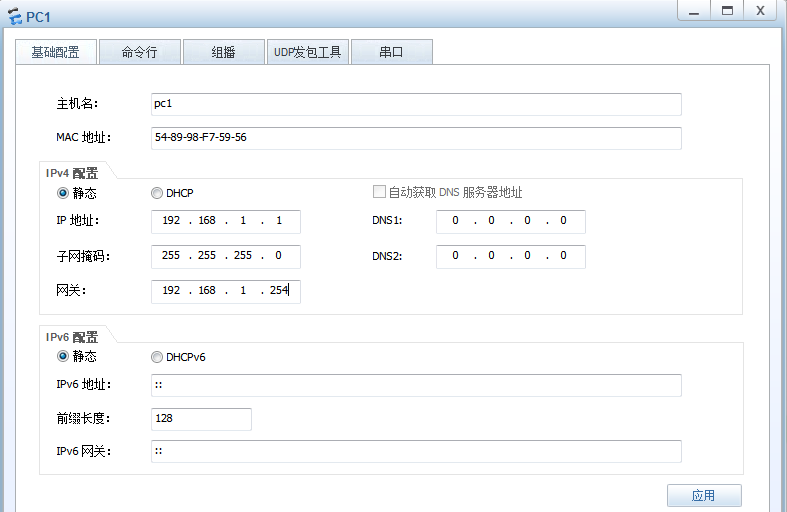 PC1
基础配置 命令行 组播 UDP发包工具 串口
主机名： pc1
MAC 地址： 54-89-98-F7-59-56
IPv4 配置
静态 DHCP 自动获取 DNS 服务器地址
IP 地址： 192 . 168 . 1 . 1 DNS1: 0 . 0 . 0 . 0
子网掩码： 255 . 255 . 255 . 0 DNS2: 0 . 0 . 0 . 0
网关： 192 . 168 . 1 . 254
IPv6 配置
静态 DHCPv6
IPv6 地址： ::
前缀长度： 128
IPv6 网关： ::
应用